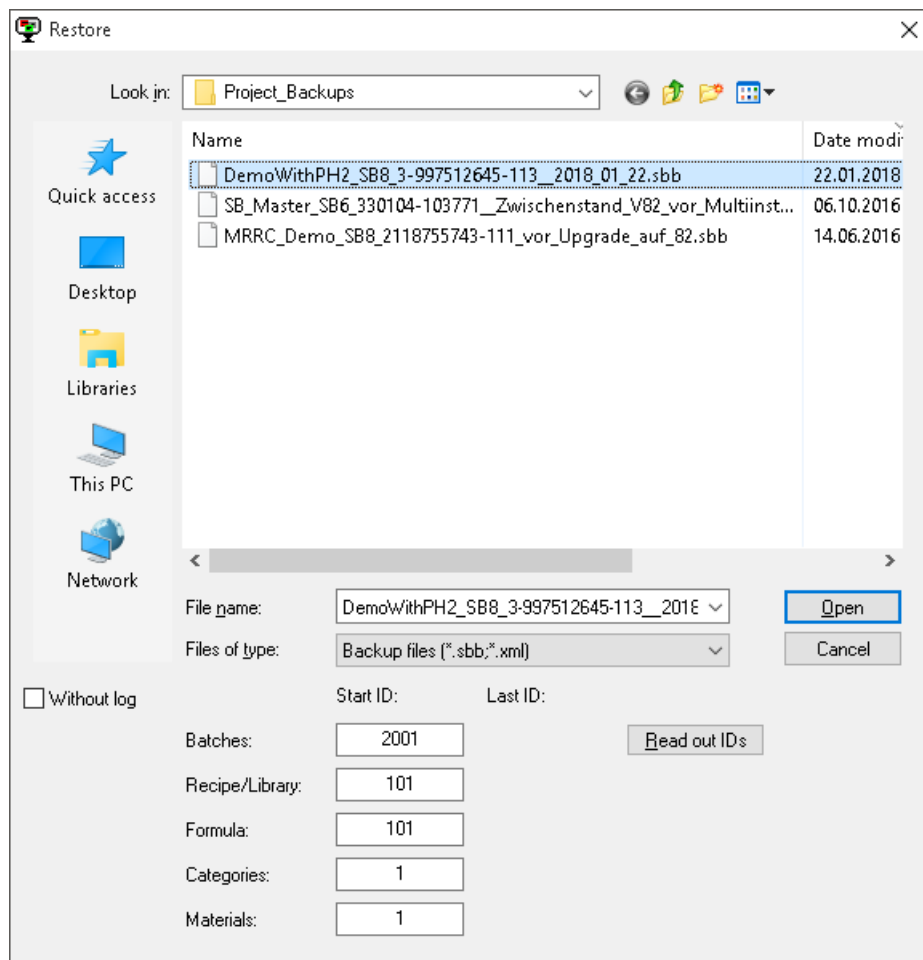 Restore
Look in: Project_Backups
Name Date modi
DemoWithPH2_SB8_3-997512645-113__2018_01_22.sbb 22.01.2018
SB_Master_SB6_330104-103771__Zwischenstand_V82_vor_Multiinst... 06.10.2016
MRRC_Demo_SB8_2118755743-111_vor_Upgrade_auf_82.sbb 14.06.2016
Quick access
Desktop
Libraries
This PC
Network
File name: DemoWithPH2_SB8_3-997512645-113__2018 Open
Files of type: Backup files (*.sbb;*.xml) Cancel
Without log Start ID: Last ID:
Batches: 2001 Read out IDs
Recipe/Library: 101
Formula: 101
Categories: 1
Materials: 1